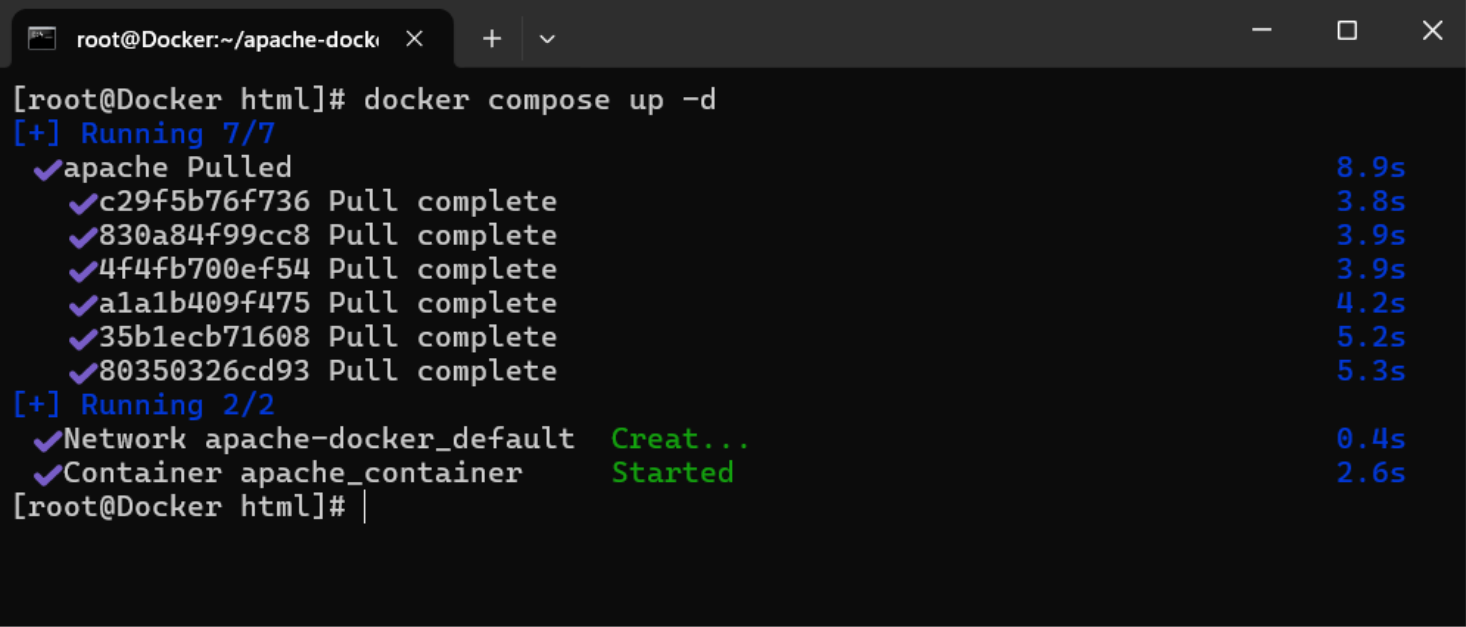 root@Docker:~/apache-dock
[root@Docker html]# docker compose up -d
[+] Running 7/7
✔apache Pulled 8.9s
✔c29f5b76f736 Pull complete 3.8s
✔830a84f99cc8 Pull complete 3.9s
✔4f4fb700ef54 Pull complete 3.9s
✔a1a1b409f475 Pull complete 4.2s
✔35b1ecb71608 Pull complete 5.2s
✔80350326cd93 Pull complete 5.3s
[+] Running 2/2
✔Network apache-docker_default Creat... 0.4s
✔Container apache_container Started 2.6s
[root@Docker html]#